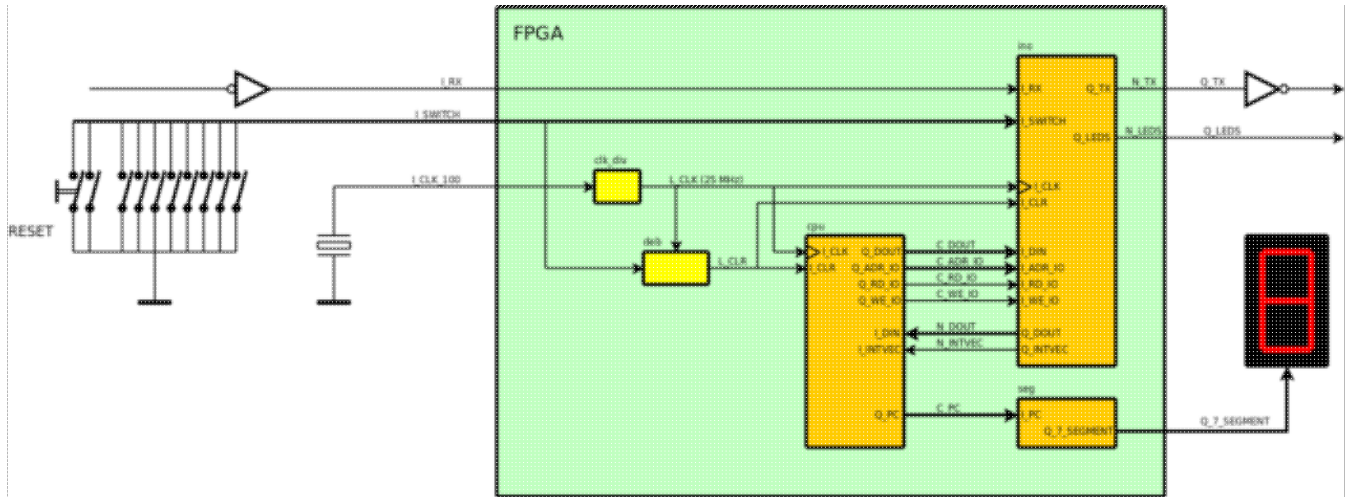 FPGA
ino
I_RX
I_RX
Q_TX
N_TX
Q_TX
I_SWITCH
I_SWITCH
Q_LEDS
N_LEDS
Q_LEDS
clk_div
I_CLK_100
L_CLK (25 MHz)
I_CLK
I_CLR
RESET
deb
L_CLR
cpu
I_CLK
I_CLR
Q_DOUT
C_DOUT
I_DIN
Q_ADR_IO
C_ADR_IO
I_ADR_IO
Q_RD_IO
C_RD_IO
I_RD_IO
Q_WE_IO
C_WE_IO
I_WE_IO
I_DIN
N_DOUT
Q_DOUT
I_INTVEC
N_INTVEC
Q_INTVEC
seg
Q_PC
C_PC
I_PC
Q_7_SEGMENT
Q_7_SEGMENT